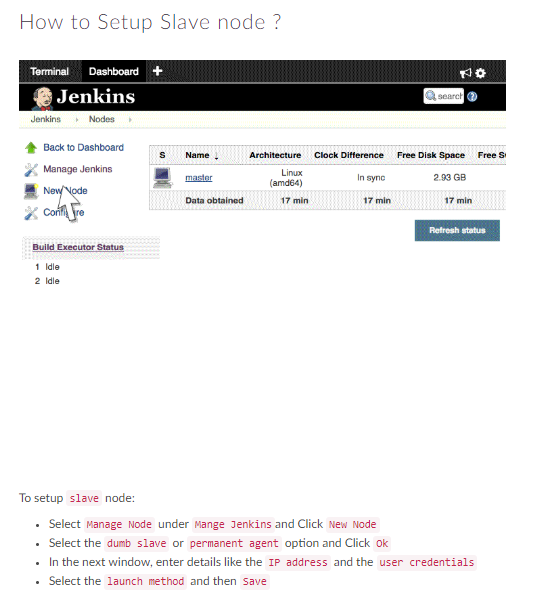 How to Setup Slave node ?
Terminal Dashboard +
Jenkins search ?
Jenkins › Nodes ›
Back to Dashboard
Manage Jenkins
New Node
Configure
S Name ↓ Architecture Clock Difference Free Disk Space Free
master Linux (amd64) In sync 2.93 GB
Data obtained 17 min 17 min 17 min
Refresh status
Build Executor Status
1 Idle
2 Idle
To setup slave node:
• Select Manage Node under Mange Jenkins and Click New Node
• Select the dumb slave or permanent agent option and Click Ok
• In the next window, enter details like the IP address and the user credentials
• Select the launch method and then Save